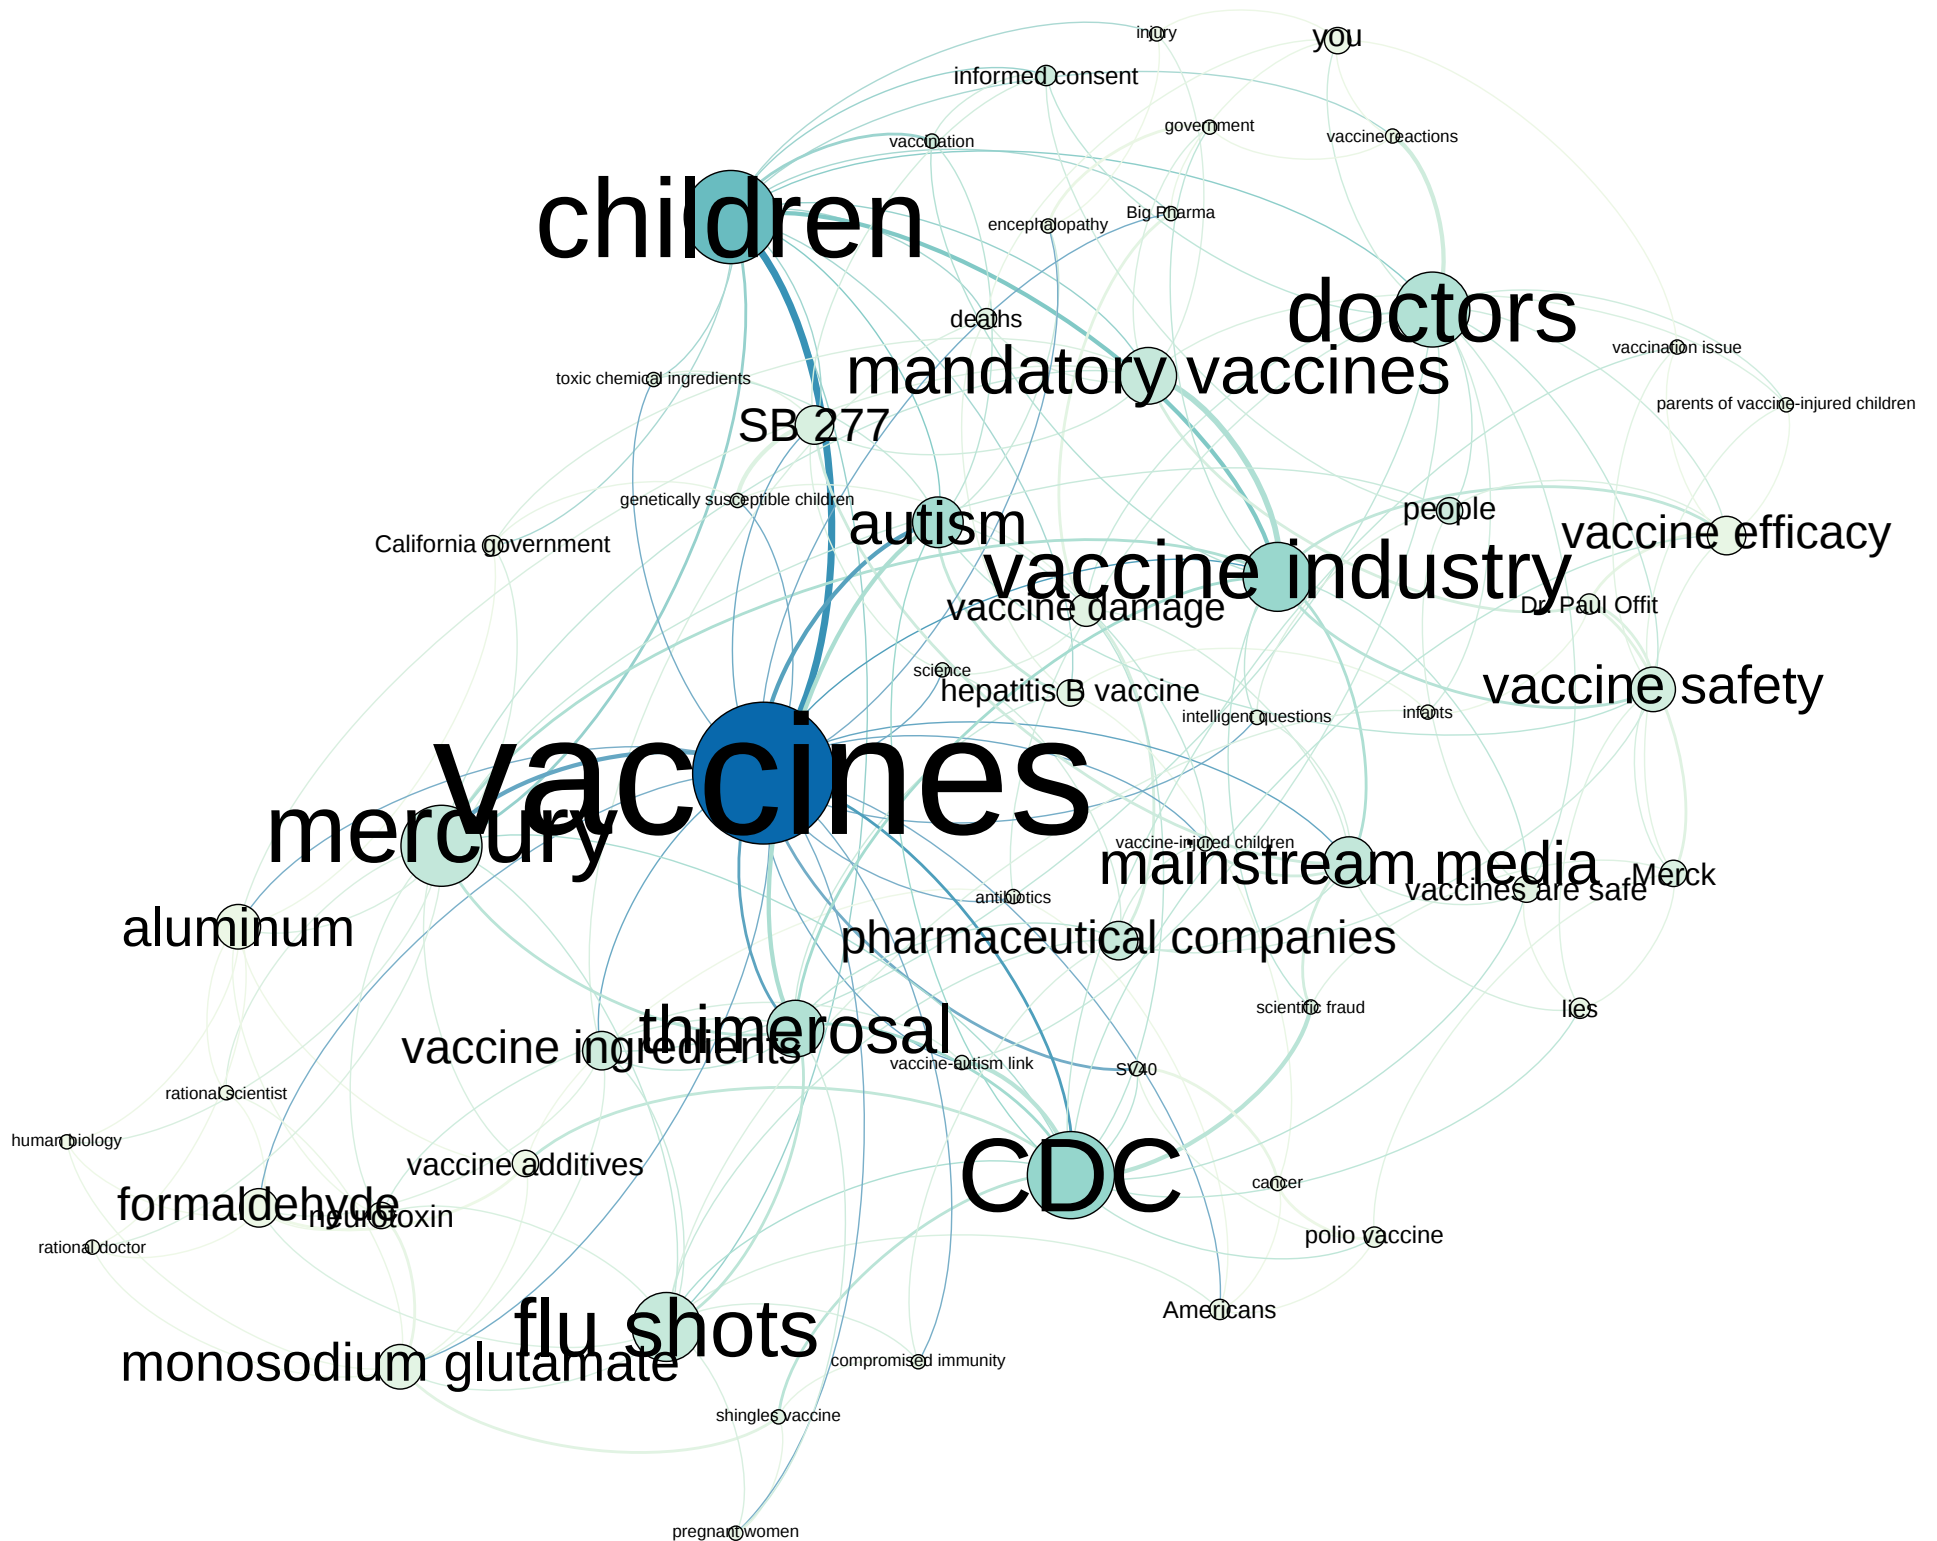 injury
you
informed consent
government
vaccine reactions
vaccination
children
Big Pharma
encephalopathy
doctors
deaths
vaccination issue
mandatory vaccines
toxic chemical ingredients
parents of vaccine-injured children
SB 277
genetically susceptible children
people
autism
vaccine efficacy
California government
vaccine industry
vaccine damage
Dr. Paul Offit
science
hepatitis B vaccine
vaccine safety
intelligent questions
infants
vaccines
mercury
vaccine-injured children
mainstream media
Merck
vaccines are safe
antibiotics
aluminum
pharmaceutical companies
scientific fraud
lies
thimerosal
vaccine ingredients
vaccine-autism link
SV40
rational scientist
human biology
vaccine additives
CDC
cancer
formaldehyde
neurotoxin
polio vaccine
rational doctor
Americans
flu shots
monosodium glutamate
compromised immunity
shingles vaccine
pregnant women